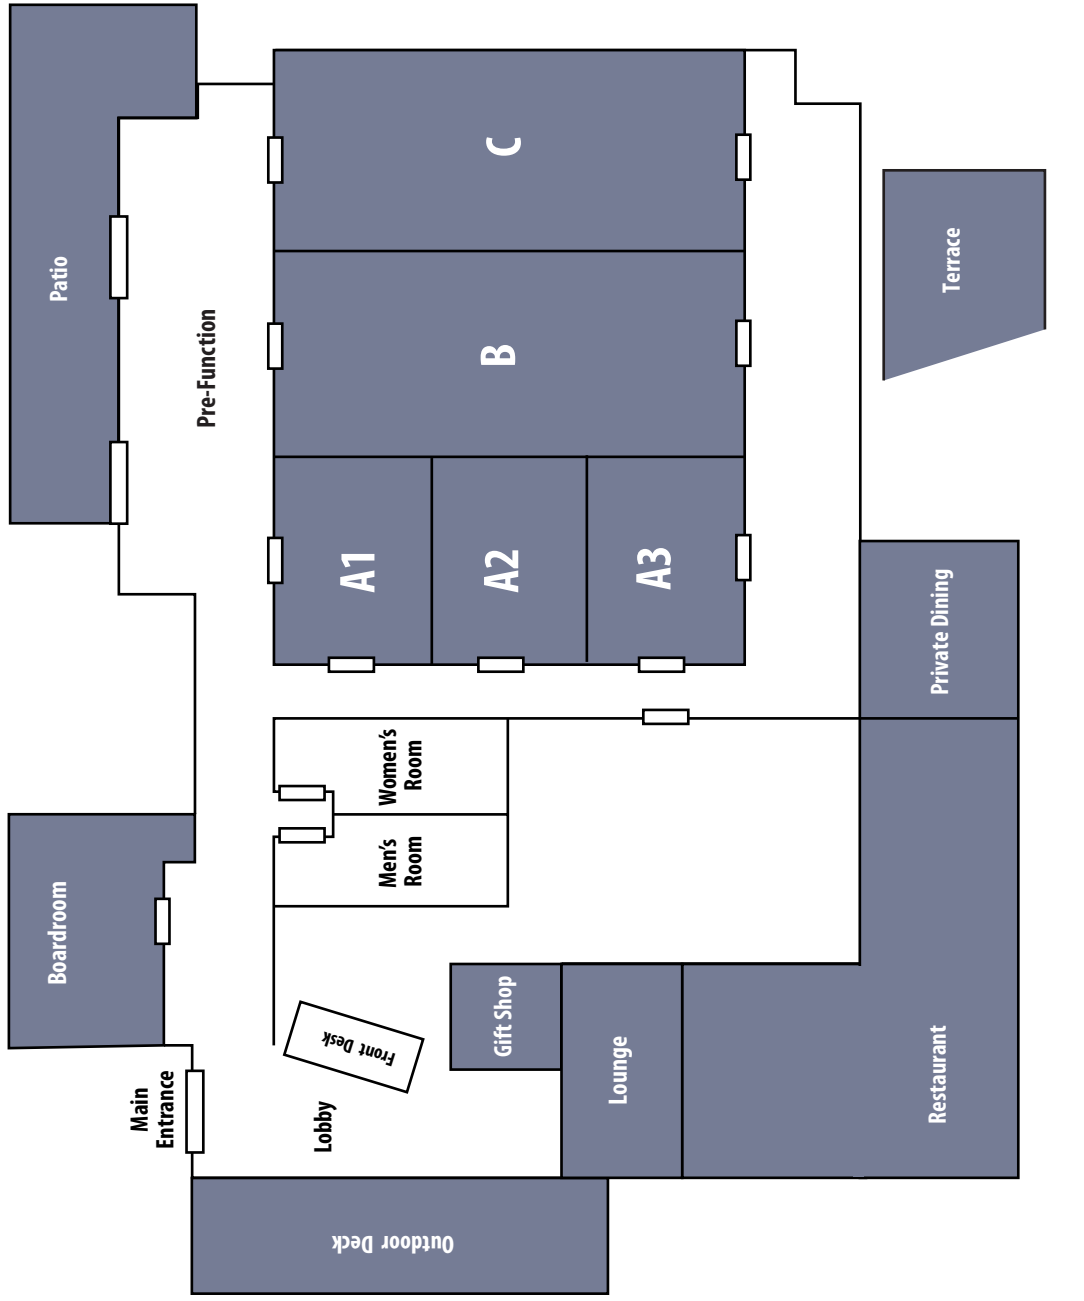 Patio
Pre-Function
C
B
A1
A2
A3
Terrace
Private Dining
Women's
Room
Men's
Room
Boardroom
Main
Entrance
Front Desk
Lobby
Gift Shop
Lounge
Restaurant
Outdoor Deck